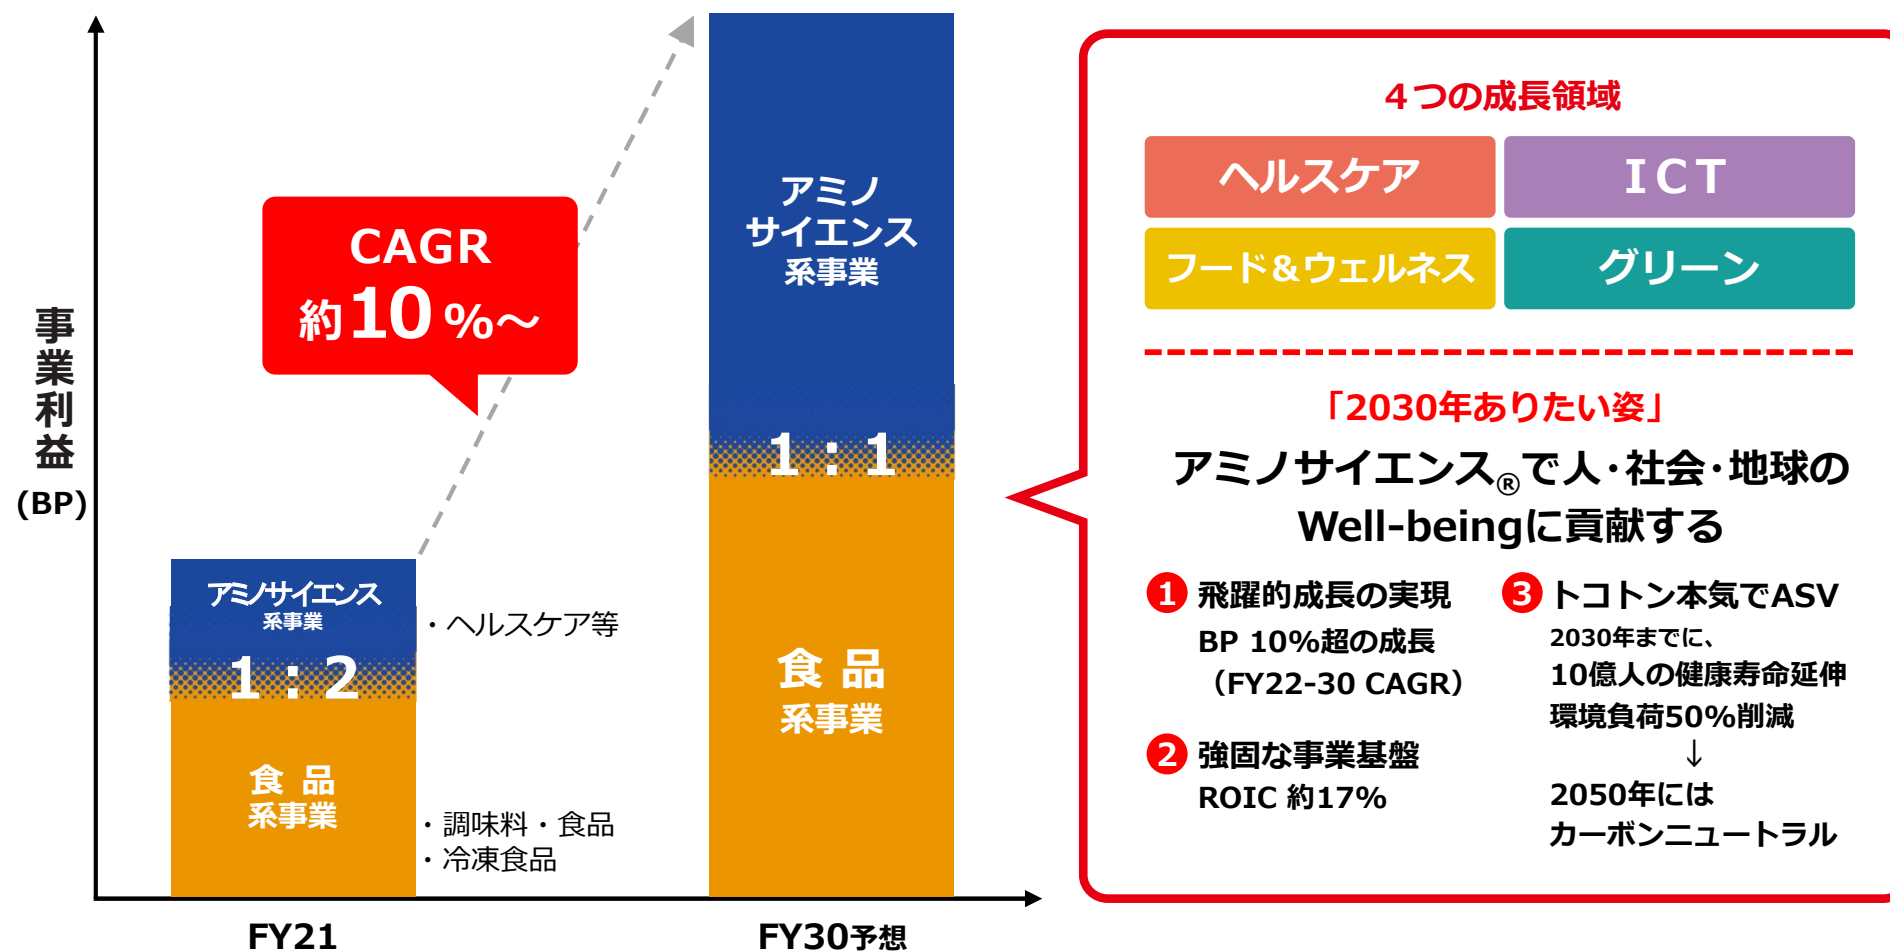 事業利益
(BP)
CAGR
約10%～
アミノサイエンス
系事業
1：2
食品
系事業
・ヘルスケア等
・調味料・食品
・冷凍食品
FY21
アミノ
サイエンス
系事業
1：1
食品
系事業
FY30予想
４つの成長領域
ヘルスケア
ICT
フード＆ウェルネス
グリーン
「2030年ありたい姿」
アミノサイエンス®で人･社会･地球の
Well-beingに貢献する
❶ 飛躍的成長の実現
BP 10%超の成長
（FY22-30 CAGR）
❷ 強固な事業基盤
ROIC 約17%
❸ トコトン本気でASV
2030年までに、
10億人の健康寿命延伸
環境負荷50%削減
↓
2050年には
カーボンニュートラル